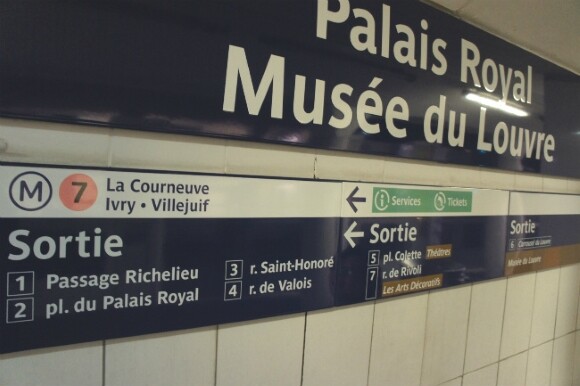 Palais Royal
Musée du Louvre
M 7 La Courneuve
Ivry • Villejuif
Sortie
1 Passage Richelieu
2 pl. du Palais Royal
3 r. Saint-Honoré
4 r. de Valois
← i Services Tickets
← Sortie
5 pl. Colette Théâtres
7 r. de Rivoli
Les Arts Décoratifs
Sortie
6 Carrousel du Louvre
Musée du Louvre